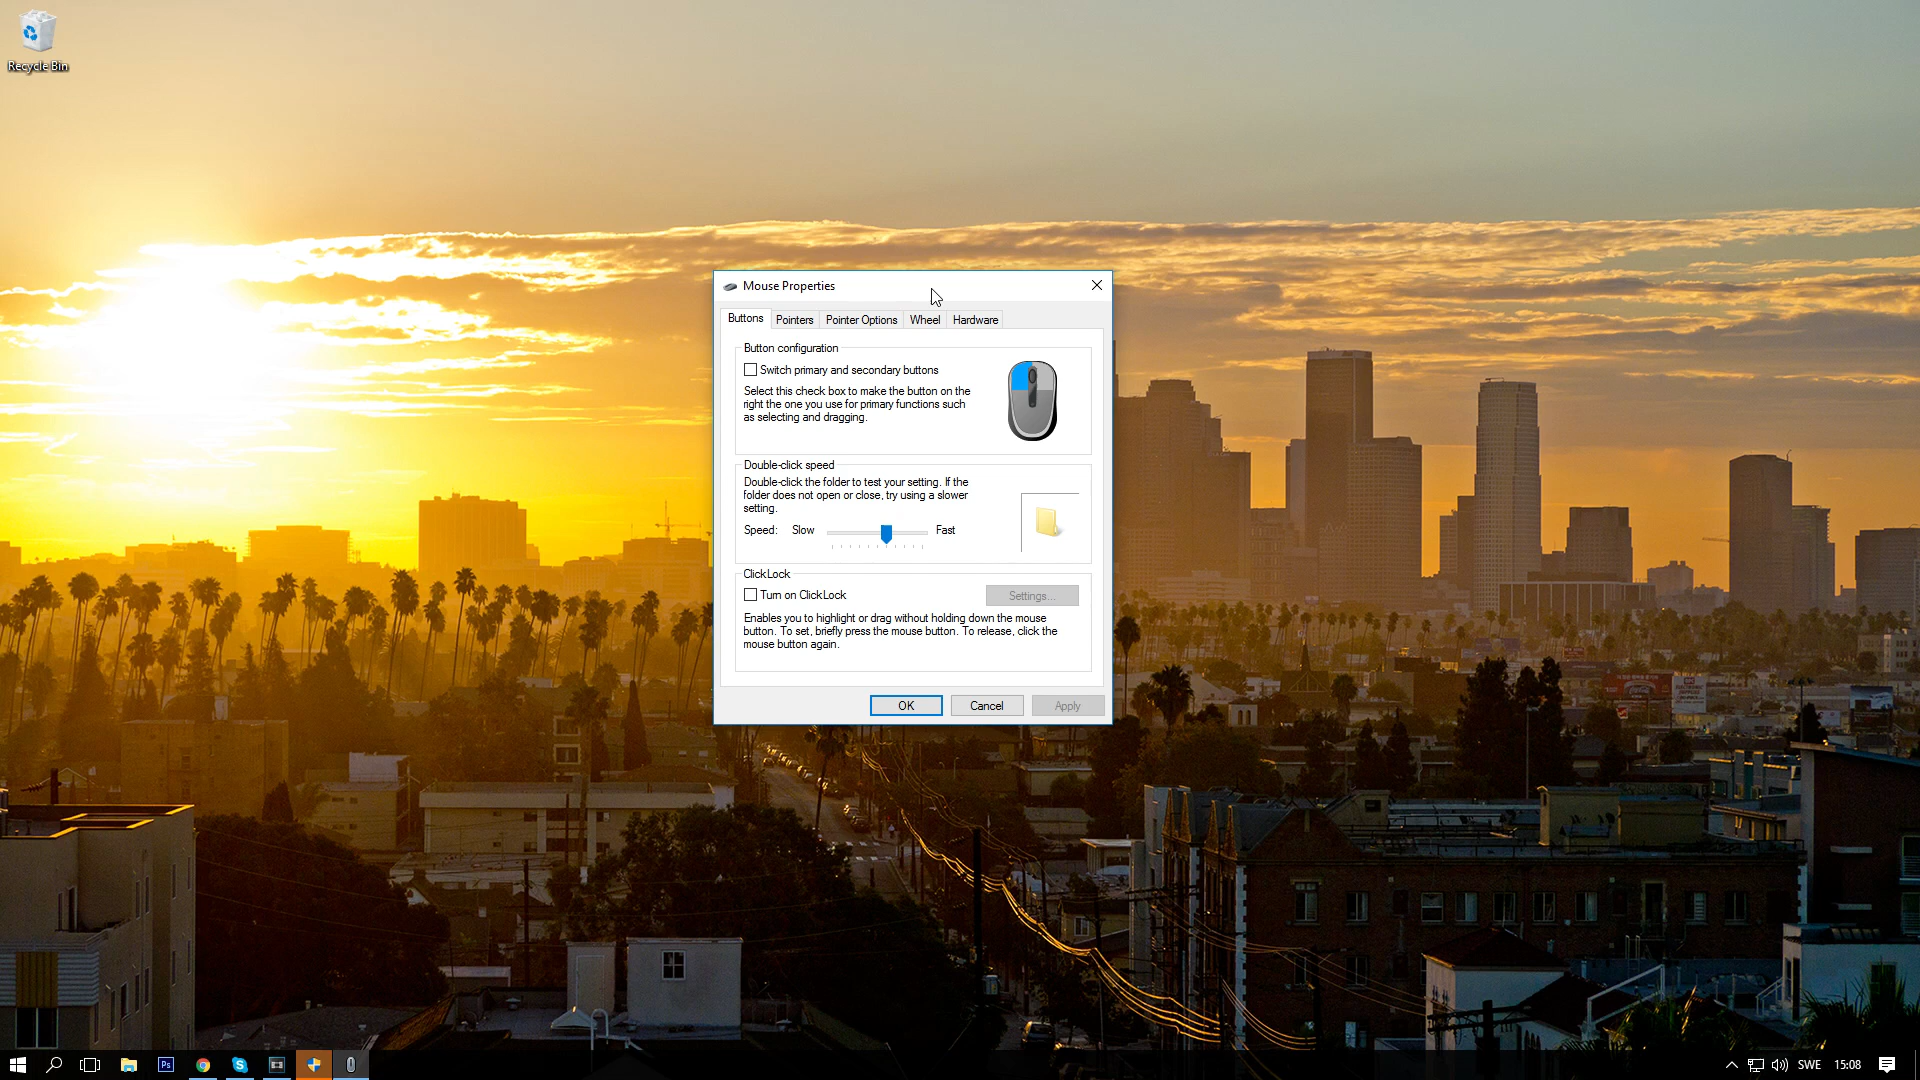 Recycle Bin
Mouse Properties
Buttons
Pointers
Pointer Options
Wheel
Hardware
Button configuration
Switch primary and secondary buttons
Select this check box to make the button on the
right the one you use for primary functions such
as selecting and dragging.
Double-click speed
Double-click the folder to test your setting. If the
folder does not open or close, try using a slower
setting.
Speed: Slow Fast
ClickLock
Turn on ClickLock
Settings...
Enables you to highlight or drag without holding down the mouse
button. To set, briefly press the mouse button. To release, click the
mouse button again.
OK
Cancel
Apply
Ps
SWE
15:08